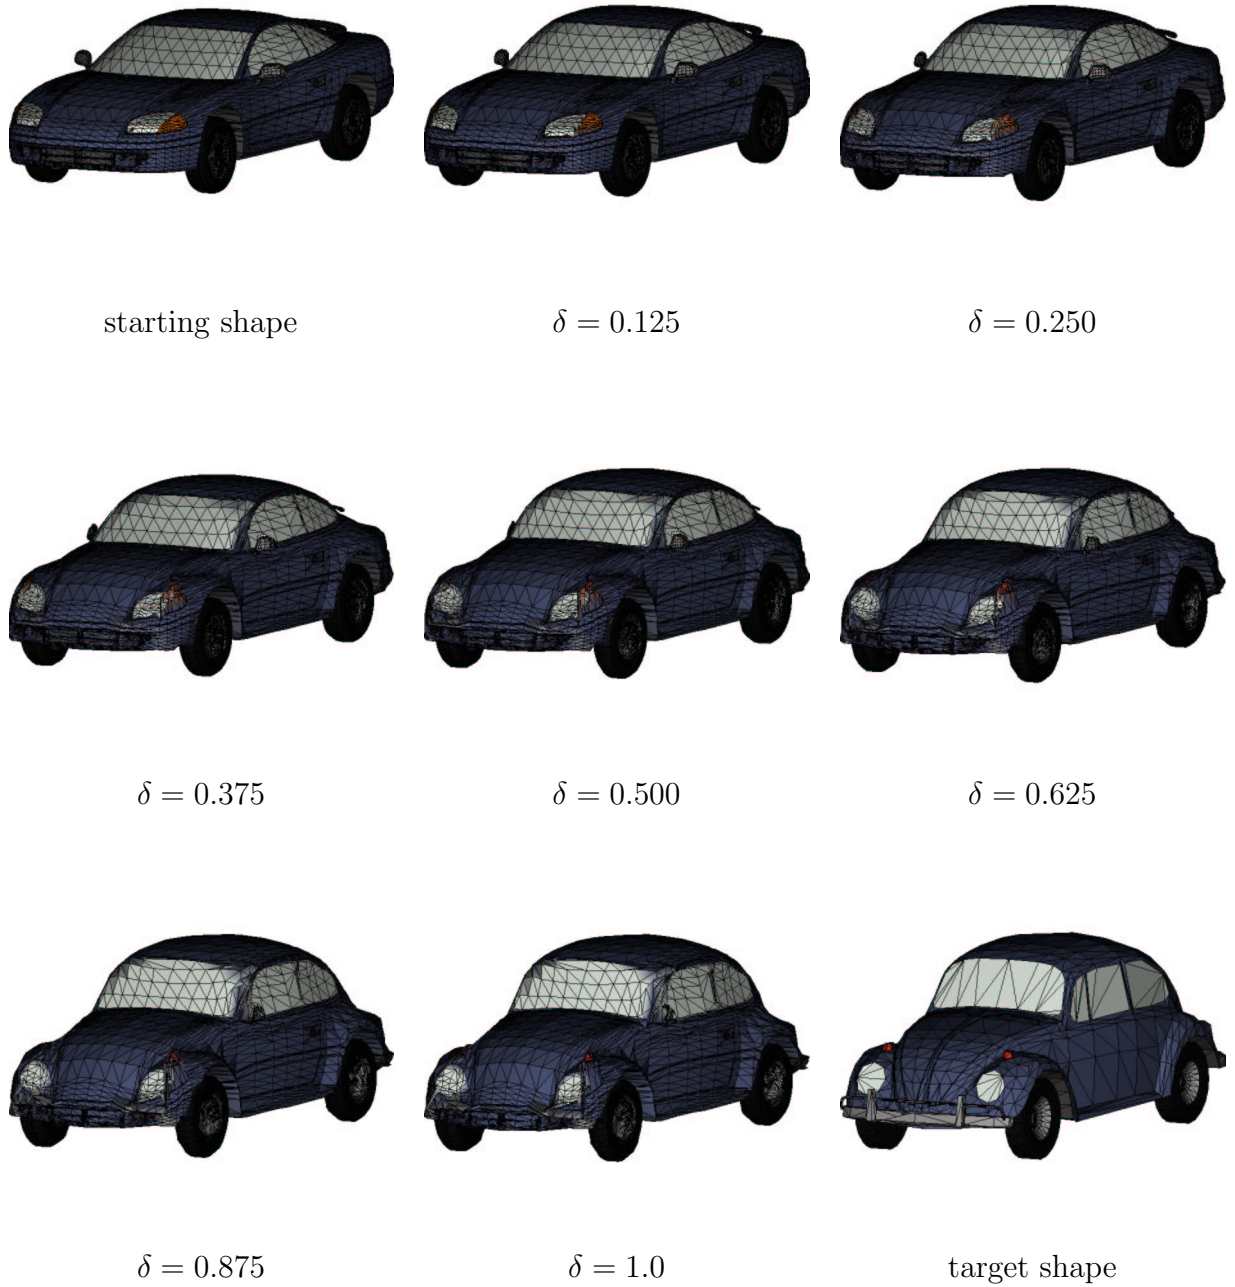 starting shape
δ = 0.125
δ = 0.250
δ = 0.375
δ = 0.500
δ = 0.625
δ = 0.875
δ = 1.0
target shape